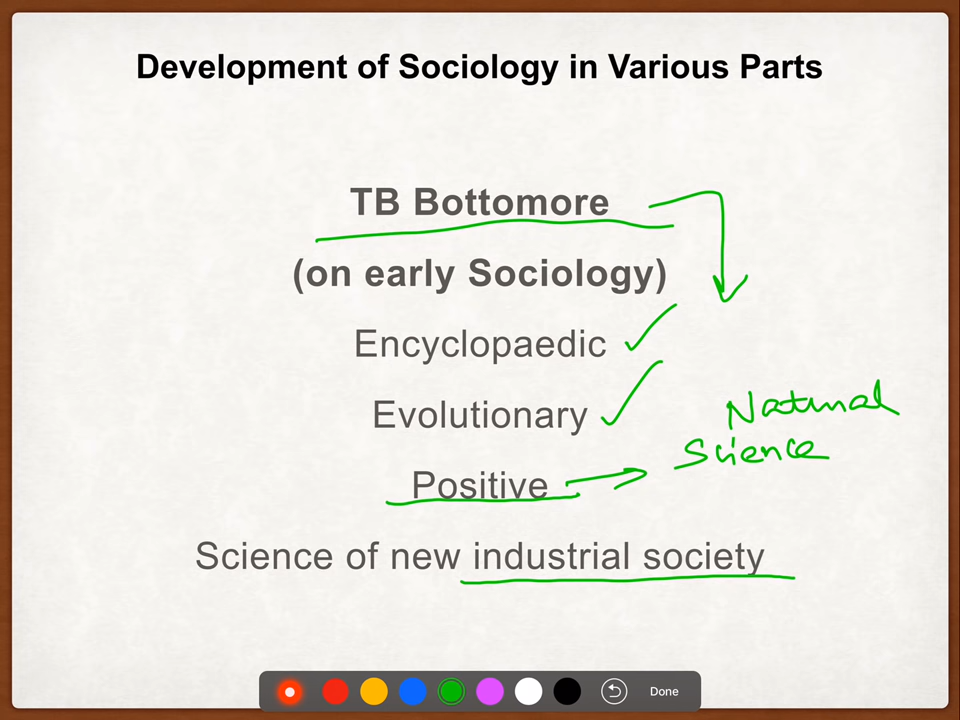 Development of Sociology in Various Parts
TB Bottomore
(on early Sociology)
Encyclopaedic
Evolutionary
Natural
Science
Positive
Science of new industrial society
Done